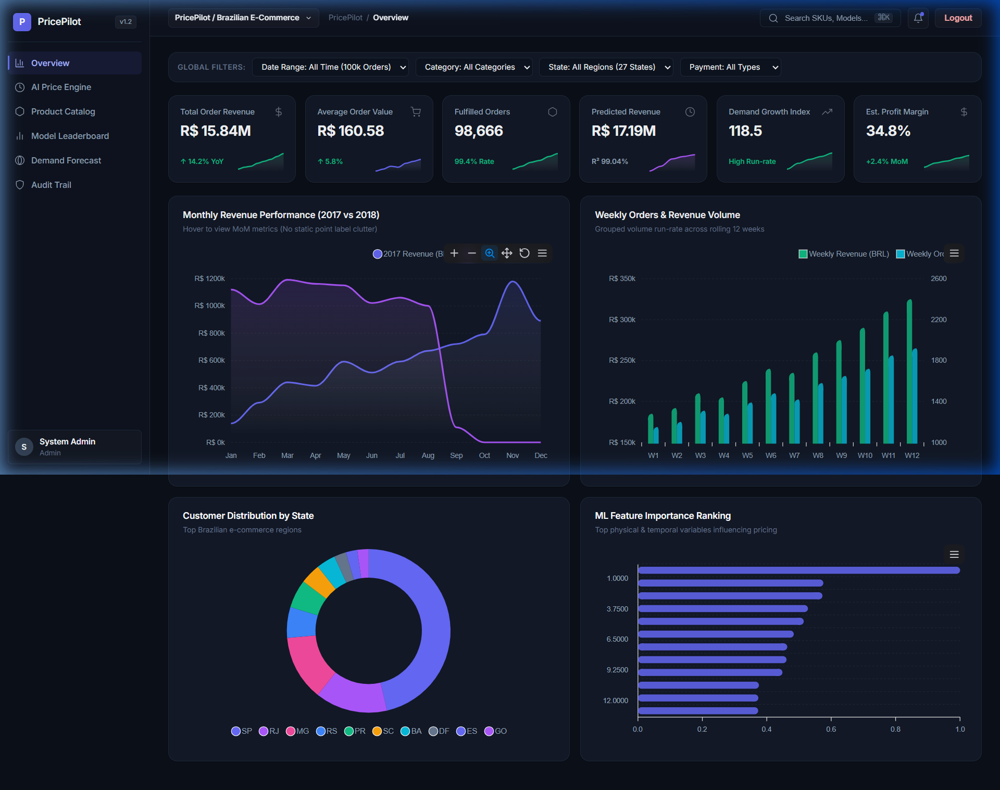 P PricePilot v1.2
PricePilot / Brazilian E-Commerce
PricePilot / Overview
Search SKUs, Models... ⌘K
Logout
Overview
AI Price Engine
Product Catalog
Model Leaderboard
Demand Forecast
Audit Trail
S System Admin
Admin
GLOBAL FILTERS: Date Range: All Time (100k Orders) Category: All Categories State: All Regions (27 States) Payment: All Types
Total Order Revenue
R$ 15.84M
↑ 14.2% YoY
Average Order Value
R$ 160.58
↑ 5.8%
Fulfilled Orders
98,666
99.4% Rate
Predicted Revenue
R$ 17.19M
R² 99.04%
Demand Growth Index
118.5
High Run-rate
Est. Profit Margin
34.8%
+2.4% MoM
Monthly Revenue Performance (2017 vs 2018)
Hover to view MoM metrics (No static point label clutter)
2017 Revenue (B
R$ 1200k
R$ 1000k
R$ 800k
R$ 600k
R$ 400k
R$ 200k
R$ 0k
Jan Feb Mar Apr May Jun Jul Aug Sep Oct Nov Dec
Weekly Orders & Revenue Volume
Grouped volume run-rate across rolling 12 weeks
Weekly Revenue (BRL) Weekly Orc
R$ 350k 2600
R$ 300k 2200
R$ 250k 1800
R$ 200k 1400
R$ 150k 1000
W1 W2 W3 W4 W5 W6 W7 W8 W9 W10 W11 W12
Customer Distribution by State
Top Brazilian e-commerce regions
SP RJ MG RS PR SC BA DF ES GO
ML Feature Importance Ranking
Top physical & temporal variables influencing pricing
1.0000
3.7500
6.5000
9.2500
12.0000
0.0 0.2 0.4 0.6 0.8 1.0